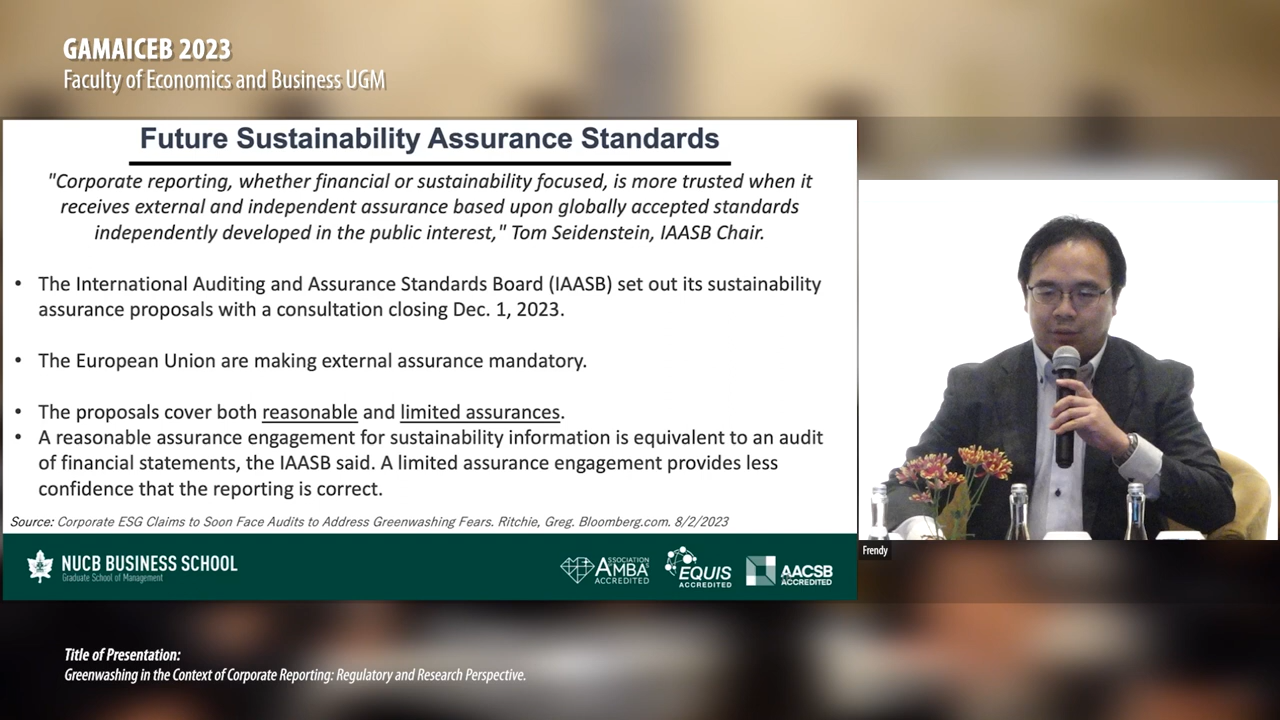 GAMAICEB 2023
Faculty of Economics and Business UGM
Future Sustainability Assurance Standards
"Corporate reporting, whether financial or sustainability focused, is more trusted when it
receives external and independent assurance based upon globally accepted standards
independently developed in the public interest," Tom Seidenstein, IAASB Chair.
• The International Auditing and Assurance Standards Board (IAASB) set out its sustainability
assurance proposals with a consultation closing Dec. 1, 2023.
• The European Union are making external assurance mandatory.
• The proposals cover both reasonable and limited assurances.
• A reasonable assurance engagement for sustainability information is equivalent to an audit
of financial statements, the IAASB said. A limited assurance engagement provides less
confidence that the reporting is correct.
Source: Corporate ESG Claims to Soon Face Audits to Address Greenwashing Fears. Ritchie, Greg. Bloomberg.com. 8/2/2023
NUCB BUSINESS SCHOOL
Graduate School of Management
ASSOCIATION
AMBA
ACCREDITED
EQUIS
ACCREDITED
AACSB
ACCREDITED
Frendy
Title of Presentation:
Greenwashing in the Context of Corporate Reporting: Regulatory and Research Perspective.